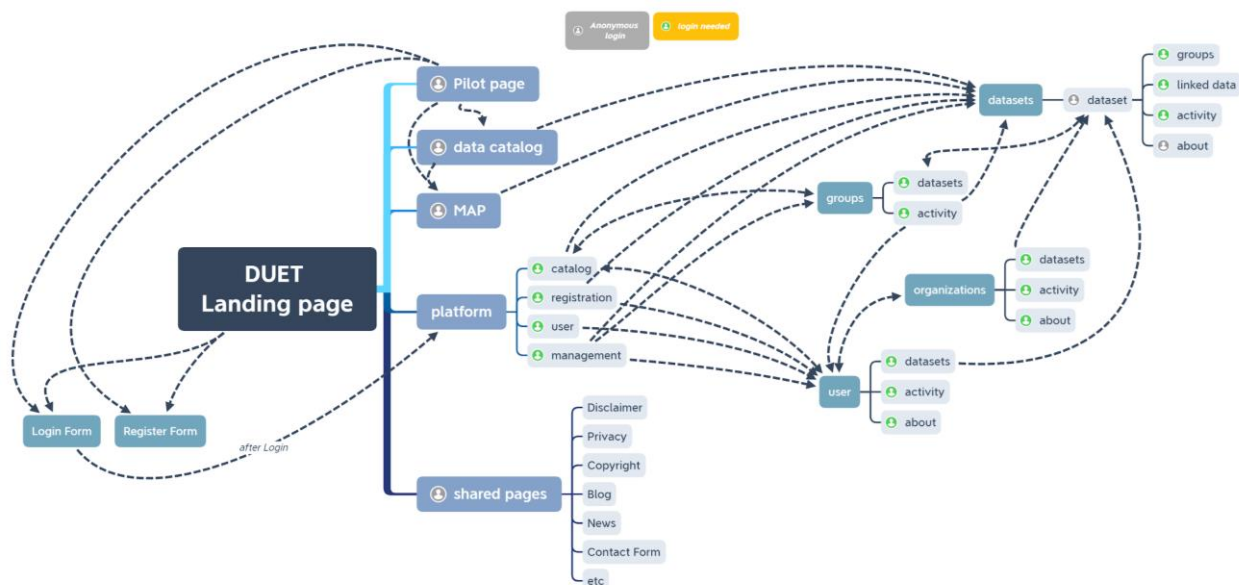 Anonymous
login
login needed
Pilot page
data catalog
MAP
DUET
Landing page
platform
catalog
registration
user
management
Login Form
Register Form
after Login
shared pages
Disclaimer
Privacy
Copyright
Blog
News
Contact Form
etc
datasets
dataset
groups
linked data
activity
about
groups
datasets
activity
organizations
datasets
activity
about
user
datasets
activity
about